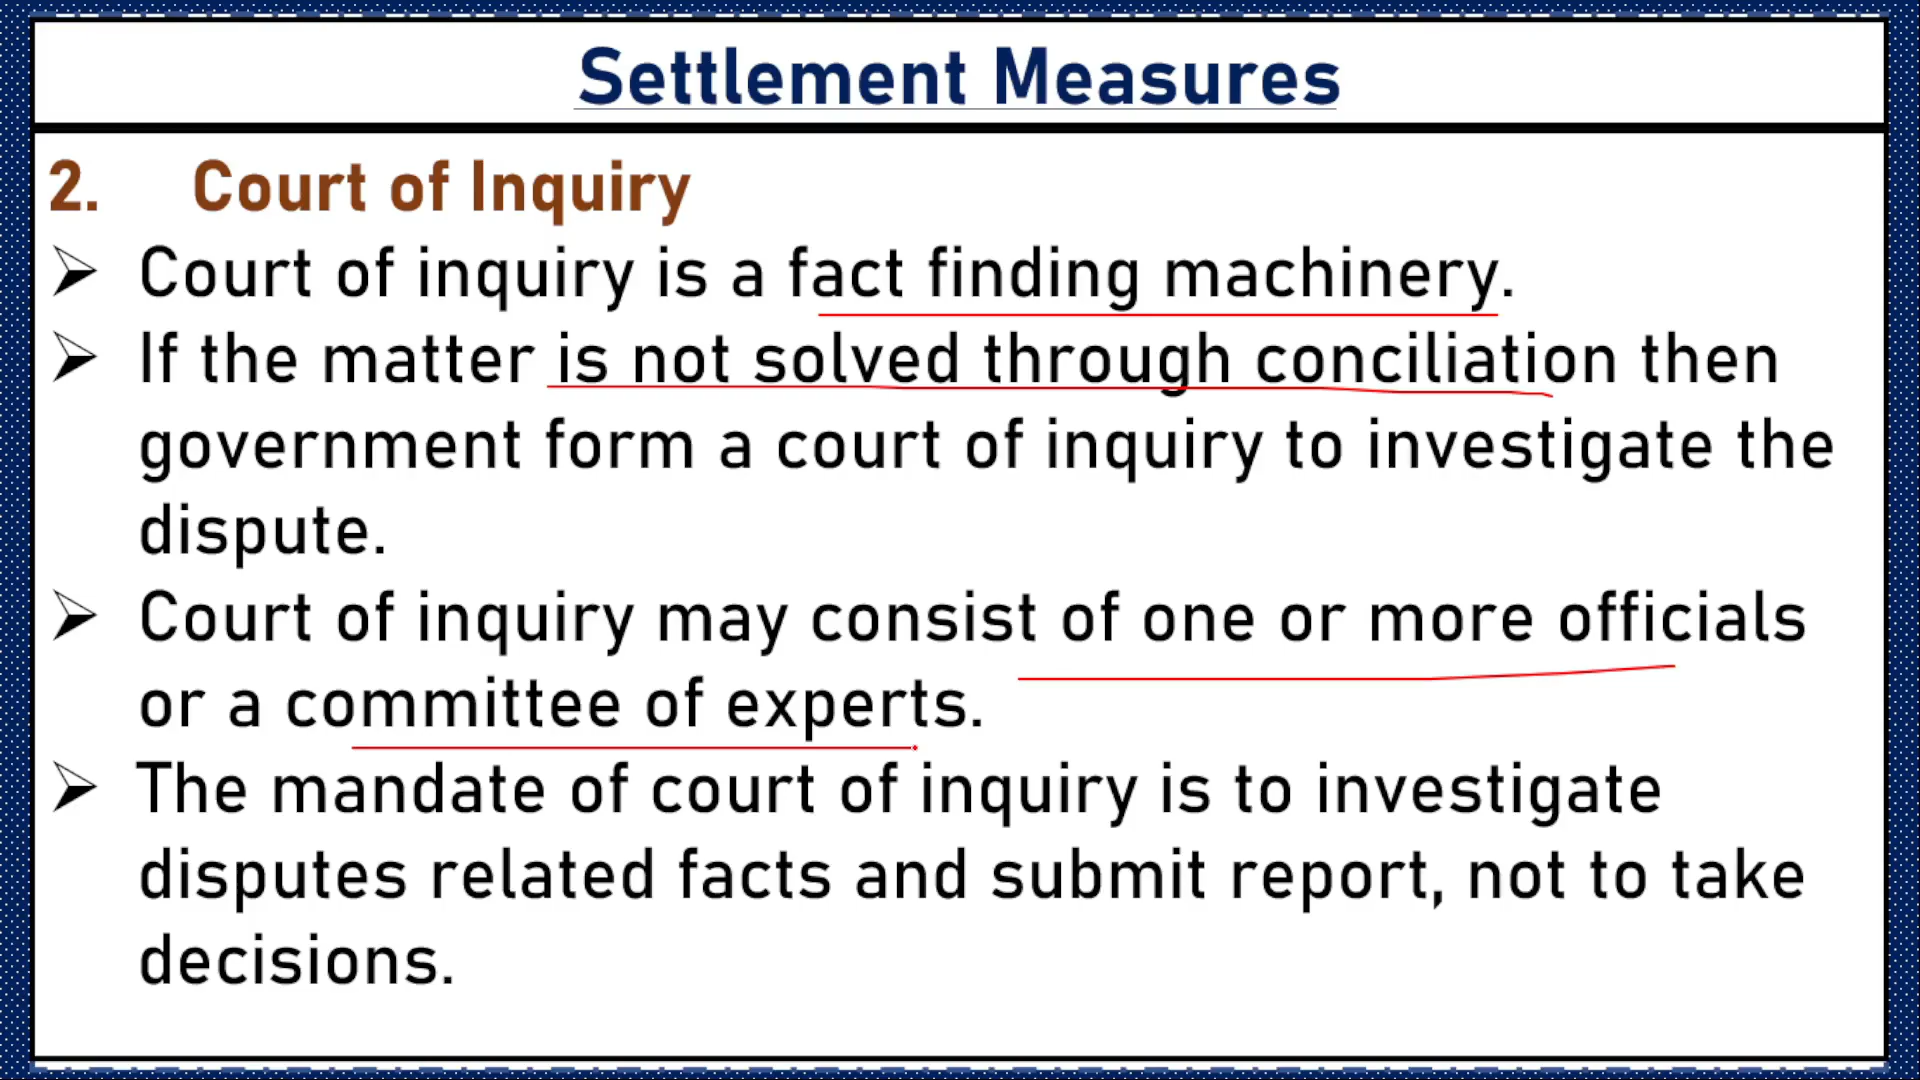 Settlement Measures
2. Court of Inquiry
➢ Court of inquiry is a fact finding machinery.
➢ If the matter is not solved through conciliation then
government form a court of inquiry to investigate the
dispute.
➢ Court of inquiry may consist of one or more officials
or a committee of experts.
➢ The mandate of court of inquiry is to investigate
disputes related facts and submit report, not to take
decisions.